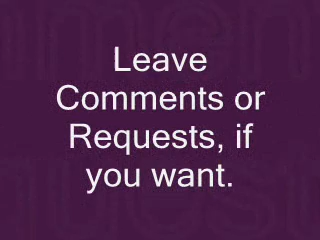 Leave
Comments or
Requests, if
you want.